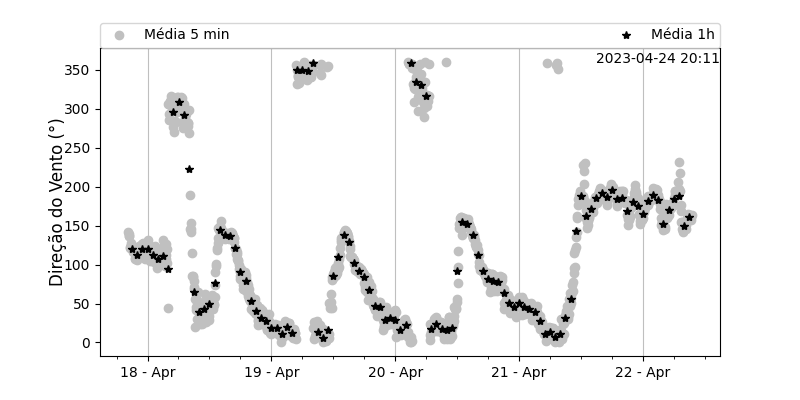 Média 5 min
Média 1h
2023-04-24 20:11
Direção do Vento (°)
350
300
250
200
150
100
50
0
18 - Apr
19 - Apr
20 - Apr
21 - Apr
22 - Apr